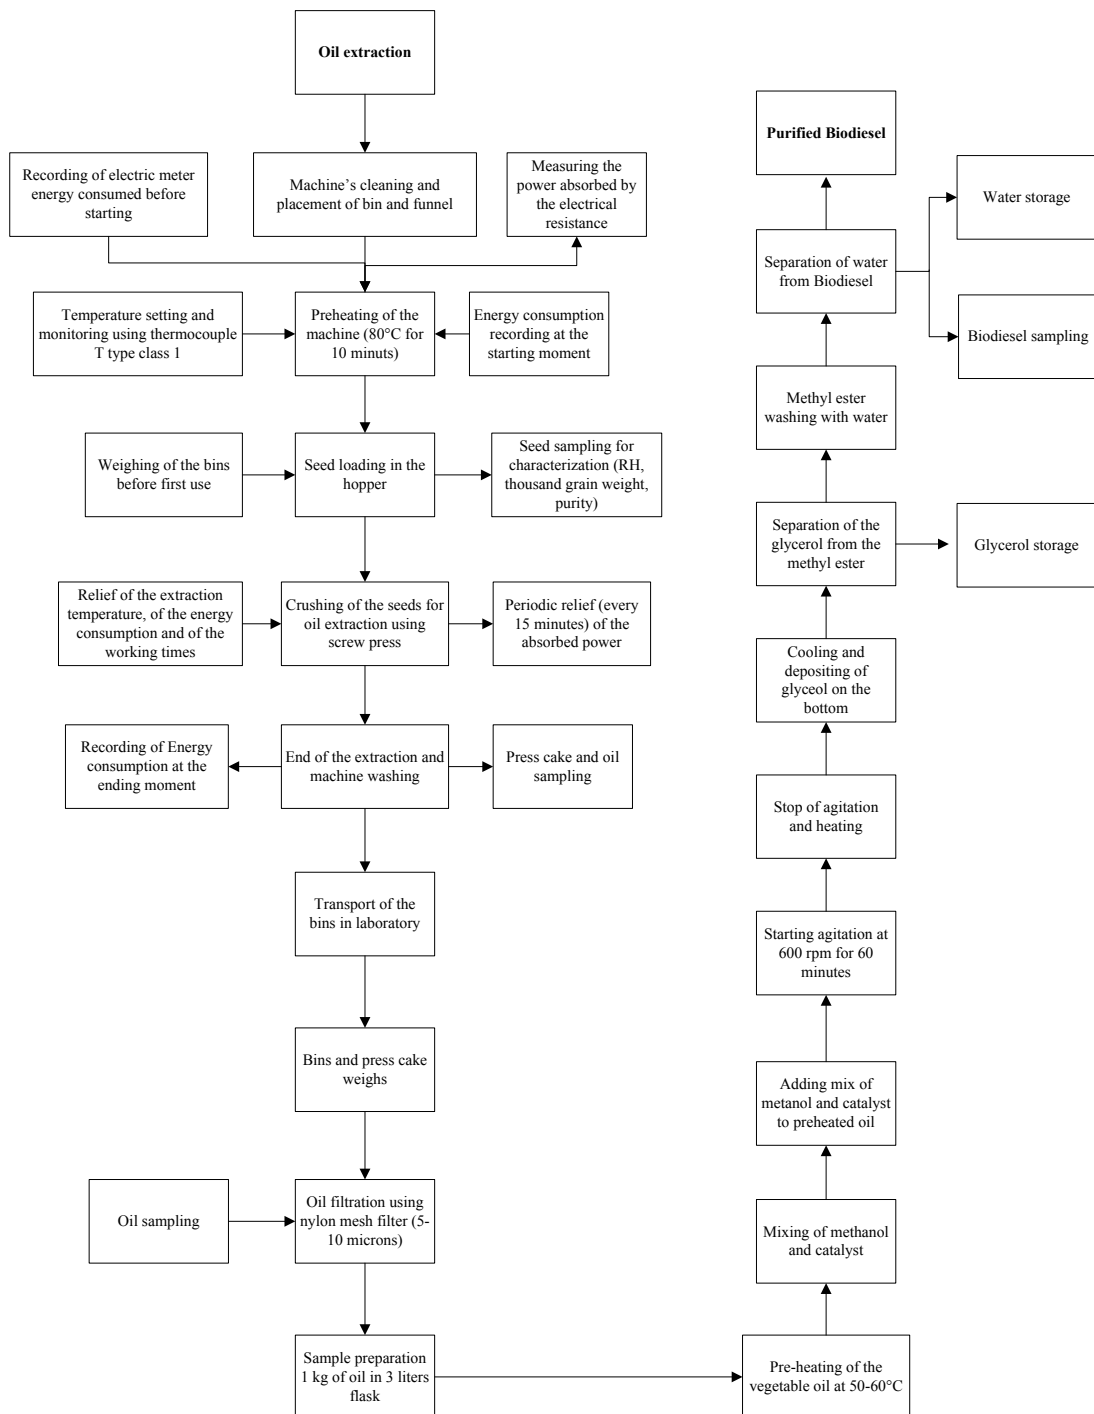 Oil extraction
Recording of electric meter
energy consumed before
starting
Machine's cleaning and
placement of bin and funnel
Measuring the
power absorbed by
the electrical
resistance
Temperature setting and
monitoring using thermocouple
T type class 1
Preheating of the
machine (80°C for
10 minuts)
Energy consumption
recording at the
starting moment
Weighing of the bins
before first use
Seed loading in the
hopper
Seed sampling for
characterization (RH,
thousand grain weight,
purity)
Relief of the extraction
temperature, of the energy
consumption and of the
working times
Crushing of the seeds for
oil extraction using
screw press
Periodic relief (every
15 minutes) of the
absorbed power
Recording of Energy
consumption at the
ending moment
End of the extraction and
machine washing
Press cake and oil
sampling
Transport of the
bins in laboratory
Bins and press cake
weighs
Oil sampling
Oil filtration using
nylon mesh filter (5-
10 microns)
Sample preparation
1 kg of oil in 3 liters
flask
Pre-heating of the
vegetable oil at 50-60°C
Mixing of methanol
and catalyst
Adding mix of
metanol and catalyst
to preheated oil
Starting agitation at
600 rpm for 60
minutes
Stop of agitation
and heating
Cooling and
depositing of
glyceol on the
bottom
Separation of the
glycerol from the
methyl ester
Glycerol storage
Methyl ester
washing with water
Separation of water
from Biodiesel
Water storage
Biodiesel sampling
Purified Biodiesel